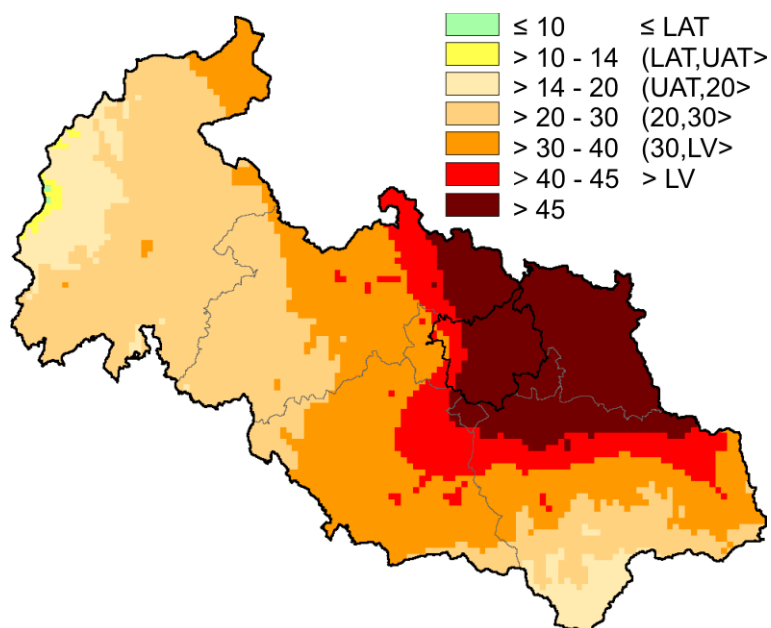 ≤ 10 ≤ LAT
> 10 - 14 (LAT,UAT>
> 14 - 20 (UAT,20>
> 20 - 30 (20,30>
> 30 - 40 (30,LV>
> 40 - 45 > LV
> 45